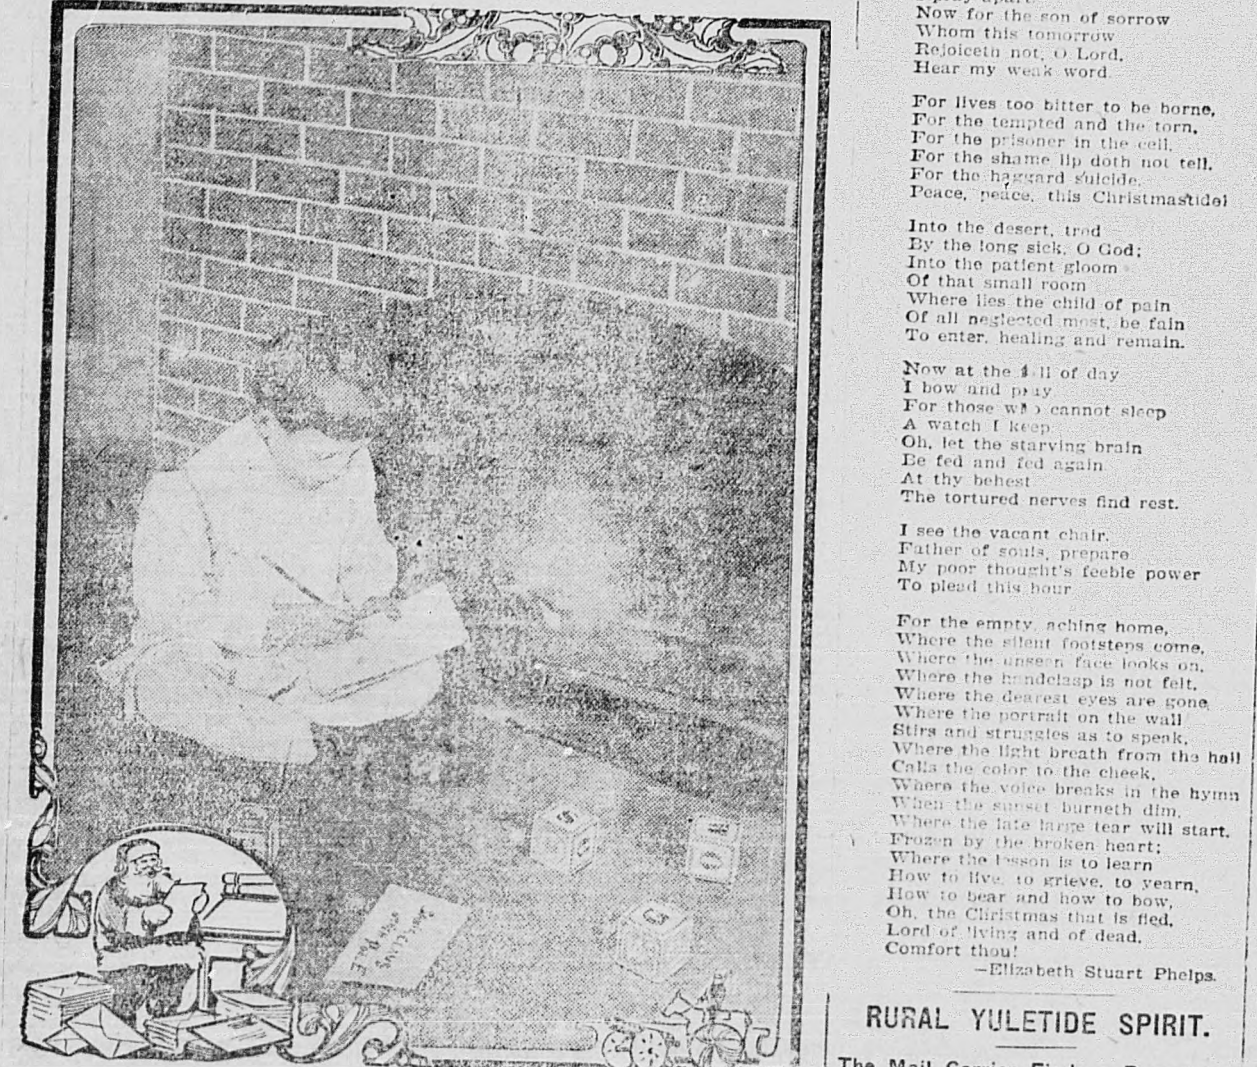 SANTA CLAUS
NORTH POLE
Now for the son of sorrow
Whom this tomorrow
Rejoiceth not, O Lord,
Hear my weak word.
For lives too bitter to be borne,
For the tempted and the torn,
For the prisoner in the cell,
For the shame lip doth not tell,
For the haggard suicide,
Peace, peace, this Christmastide!
Into the desert, trod
By the long sick, O God;
Into the patient gloom
Of that small room
Where lies the child of pain
Of all neglected most, be fain
To enter, healing and remain.
Now at the fall of day
I bow and pray
For those who cannot sleep
A watch I keep.
Oh, let the starving brain
Be fed and fed again.
At thy behest
The tortured nerves find rest.
I see the vacant chair,
Father of souls, prepare
My poor thought's feeble power
To plead this hour
For the empty, aching home,
Where the silent footsteps come,
Where the unseen face looks on,
Where the handclasp is not felt,
Where the dearest eyes are gone,
Where the portrait on the wall
Stirs and struggles as to speak,
Where the light breath from the hall
Calls the color to the cheek,
Where the voice breaks in the hymn
When the sunset burneth dim,
Where the late large tear will start,
Frozen by the broken heart;
Where the lesson is to learn
How to live, to grieve, to yearn,
How to bear and how to bow,
Oh, the Christmas that is fled,
Lord of living and of dead,
Comfort thou!
—Elizabeth Stuart Phelps.
RURAL YULETIDE SPIRIT.
The Mail Carrier